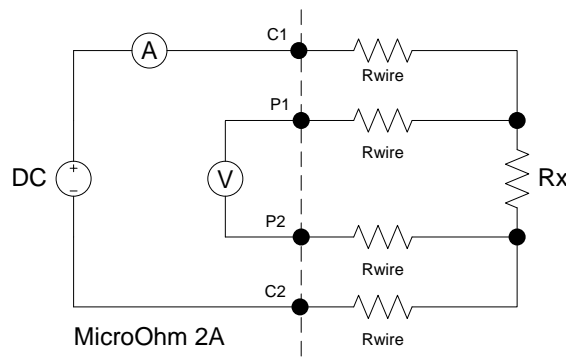 C1
A
Rwire
P1
Rwire
DC
+
−
V
Rx
P2
Rwire
C2
Rwire
MicroOhm 2A